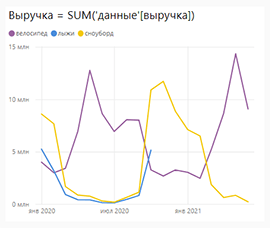 Выручка = SUM('данные'[выручка])
велосипед лыжи сноуборд
15 млн
10 млн
5 млн
0 млн
янв 2020 июл 2020 янв 2021